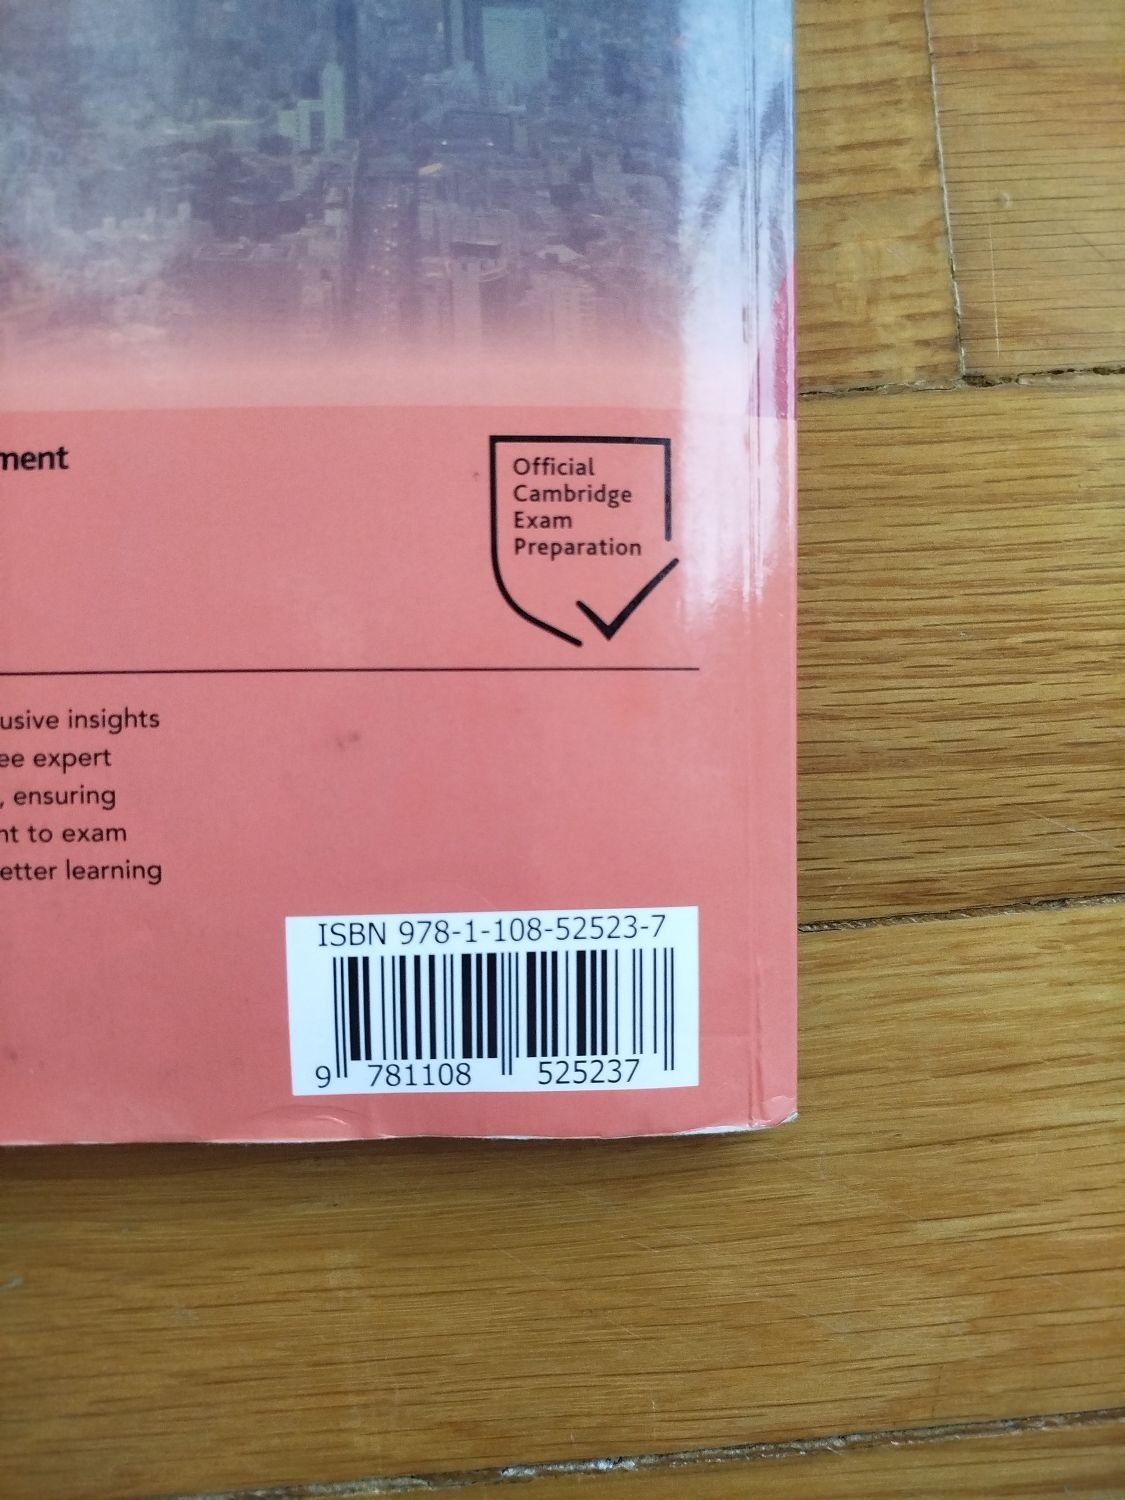 ment
Official
Cambridge
Exam
Preparation
usive insights
ee expert
, ensuring
nt to exam
etter learning
ISBN 978-1-108-52523-7
9 781108 525237